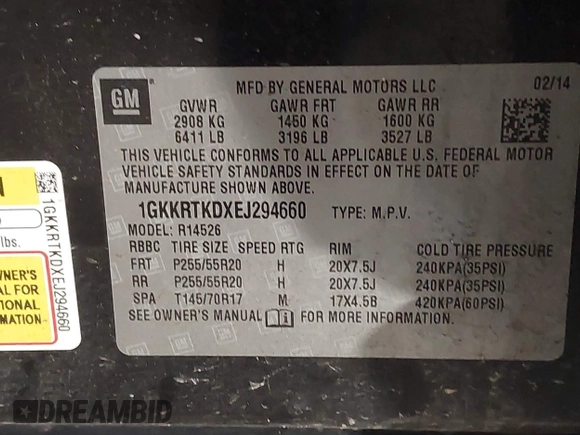 GM
MFD BY GENERAL MOTORS LLC 02/14
GVWR GAWR FRT GAWR RR
2908 KG 1450 KG 1600 KG
6411 LB 3196 LB 3527 LB
THIS VEHICLE CONFORMS TO ALL APPLICABLE U.S. FEDERAL MOTOR
VEHICLE SAFETY STANDARDS IN EFFECT ON THE DATE OF
MANUFACTURE SHOWN ABOVE.
1GKKRTKDXEJ294660 TYPE: M.P.V.
MODEL: R14526
RBBC TIRE SIZE SPEED RTG RIM COLD TIRE PRESSURE
FRT P255/55R20 H 20X7.5J 240KPA(35PSI)
RR P255/55R20 H 20X7.5J 240KPA(35PSI)
SPA T145/70R17 M 17X4.5B 420KPA(60PSI)
SEE OWNER'S MANUAL FOR MORE INFORMATION.
N
lbs.
1GKKRTKDXEJ294660
WNER'S
AL FOR
TIONAL
RMATION
DREAMBID